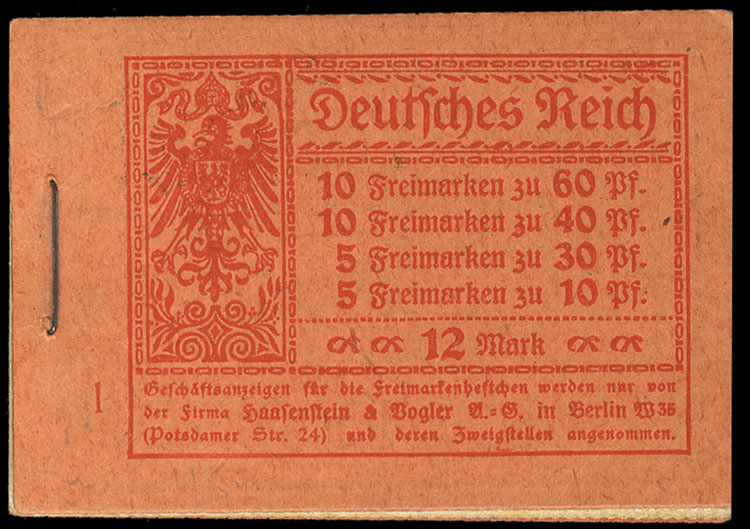 Deutsches Reich
10 Freimarken zu 60 Pf.
10 Freimarken zu 40 Pf.
5 Freimarken zu 30 Pf.
5 Freimarken zu 10 Pf.
12 Mark
1
Geschäftsanzeigen für die Freimarkenheftchen werden nur von
der Firma Haasenstein & Vogler A.=G. in Berlin W 35
(Potsdamer Str. 24) und deren Zweigstellen angenommen.